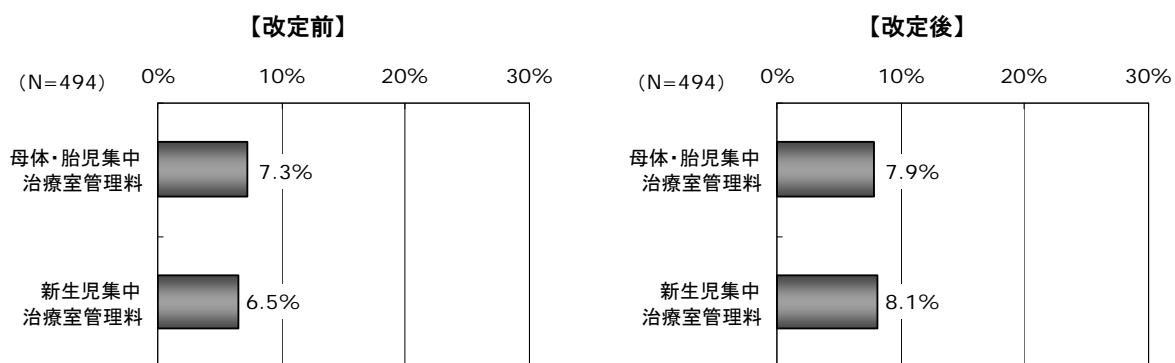 【改定前】
(N=494) 0% 10% 20% 30%
母体・胎児集中
治療室管理料
7.3%
新生児集中
治療室管理料
6.5%
【改定後】
(N=494) 0% 10% 20% 30%
母体・胎児集中
治療室管理料
7.9%
新生児集中
治療室管理料
8.1%